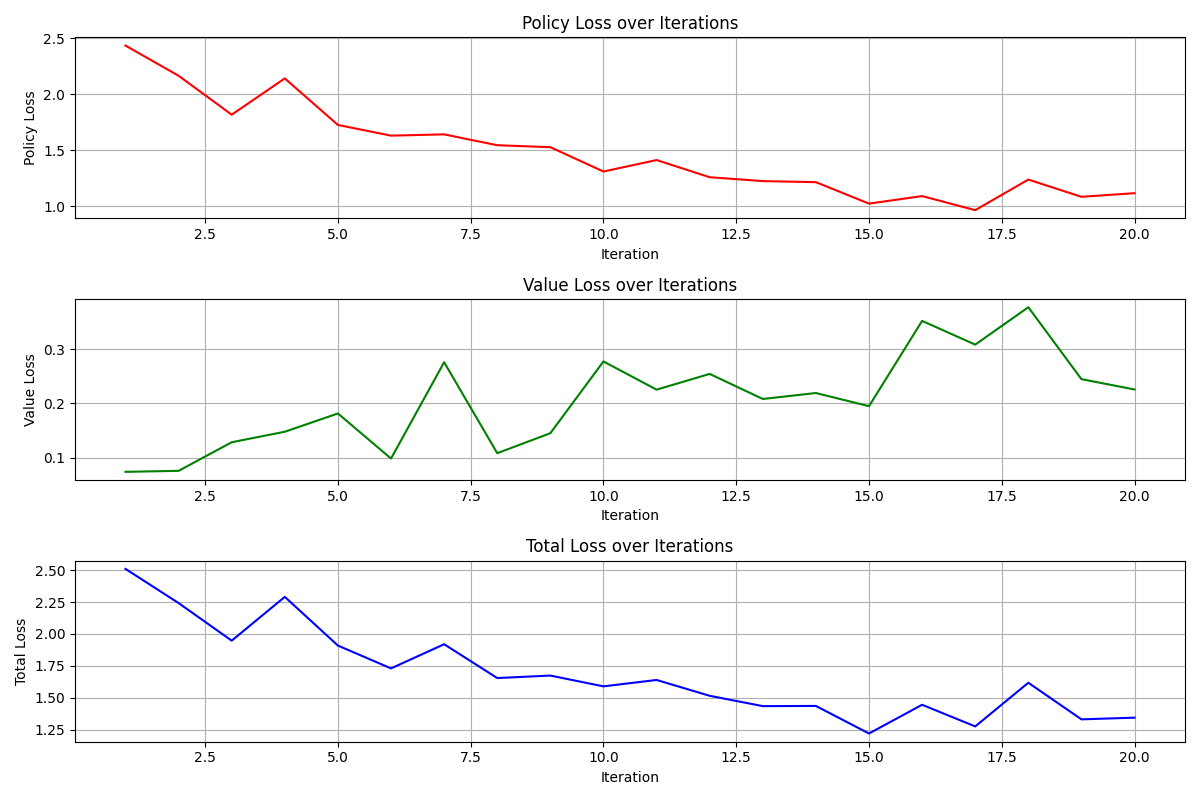 Policy Loss over Iterations
2.5
2.0
1.5
1.0
Policy Loss
2.5 5.0 7.5 10.0 12.5 15.0 17.5 20.0
Iteration
Value Loss over Iterations
0.3
0.2
0.1
Value Loss
2.5 5.0 7.5 10.0 12.5 15.0 17.5 20.0
Iteration
Total Loss over Iterations
2.50
2.25
2.00
1.75
1.50
1.25
Total Loss
2.5 5.0 7.5 10.0 12.5 15.0 17.5 20.0
Iteration